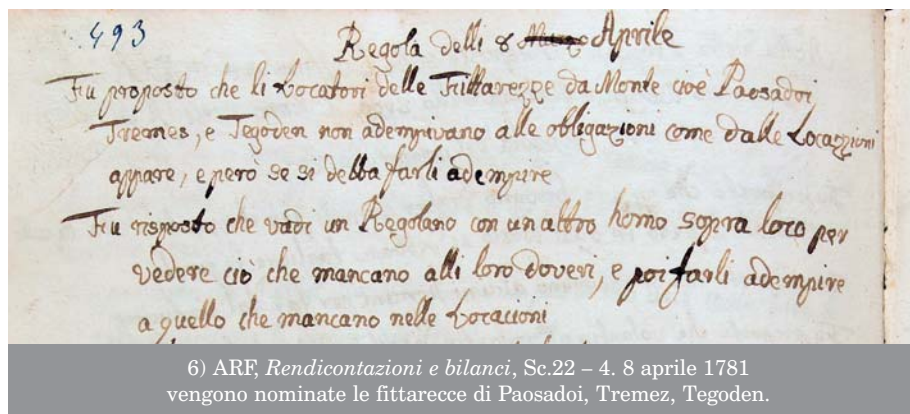 493
Regola delli 8 Marzo Aprile
Fu proposto che li Locatori delle Fittarezze da Monte cioè Paosadoi,
Tremes, e Tegoden non adempivano alle obligazioni come dalle Locazzioni
appare, e però se si debba farli adempire
Fu risposto che vadi un Regolano con un altro homo sopra loco per
vedere ciò che mancano alli loro doveri, e poi farli adempire
a quello che mancano nelle Locacioni
6) ARF, Rendicontazioni e bilanci, Sc.22 – 4. 8 aprile 1781
vengono nominate le fittarecce di Paosadoi, Tremez, Tegoden.